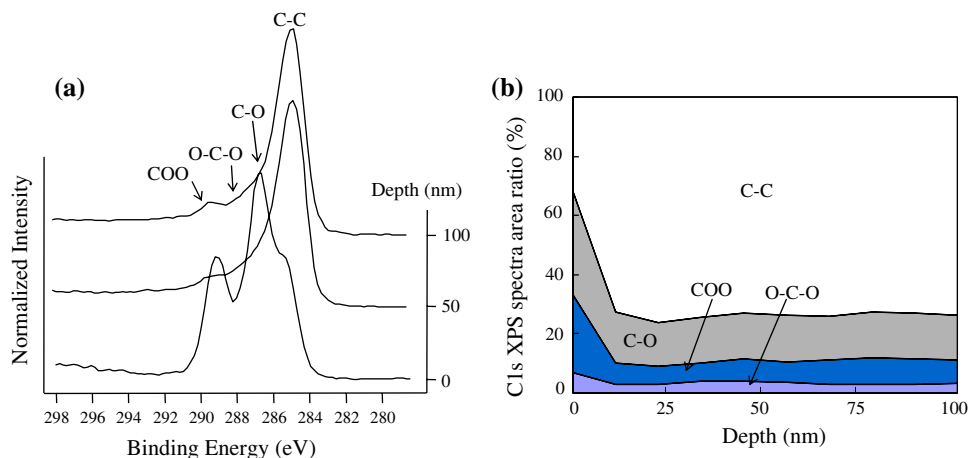 (a)
C-C
C-O
O-C-O
COO
Depth (nm)
100
50
0
Normalized Intensity
298 296 294 292 290 288 286 284 280
Binding Energy (eV)
(b)
100
80
60
40
20
0
C1s XPS spectra area ratio (%)
C-C
COO
O-C-O
C-O
0 25 50 75 100
Depth (nm)